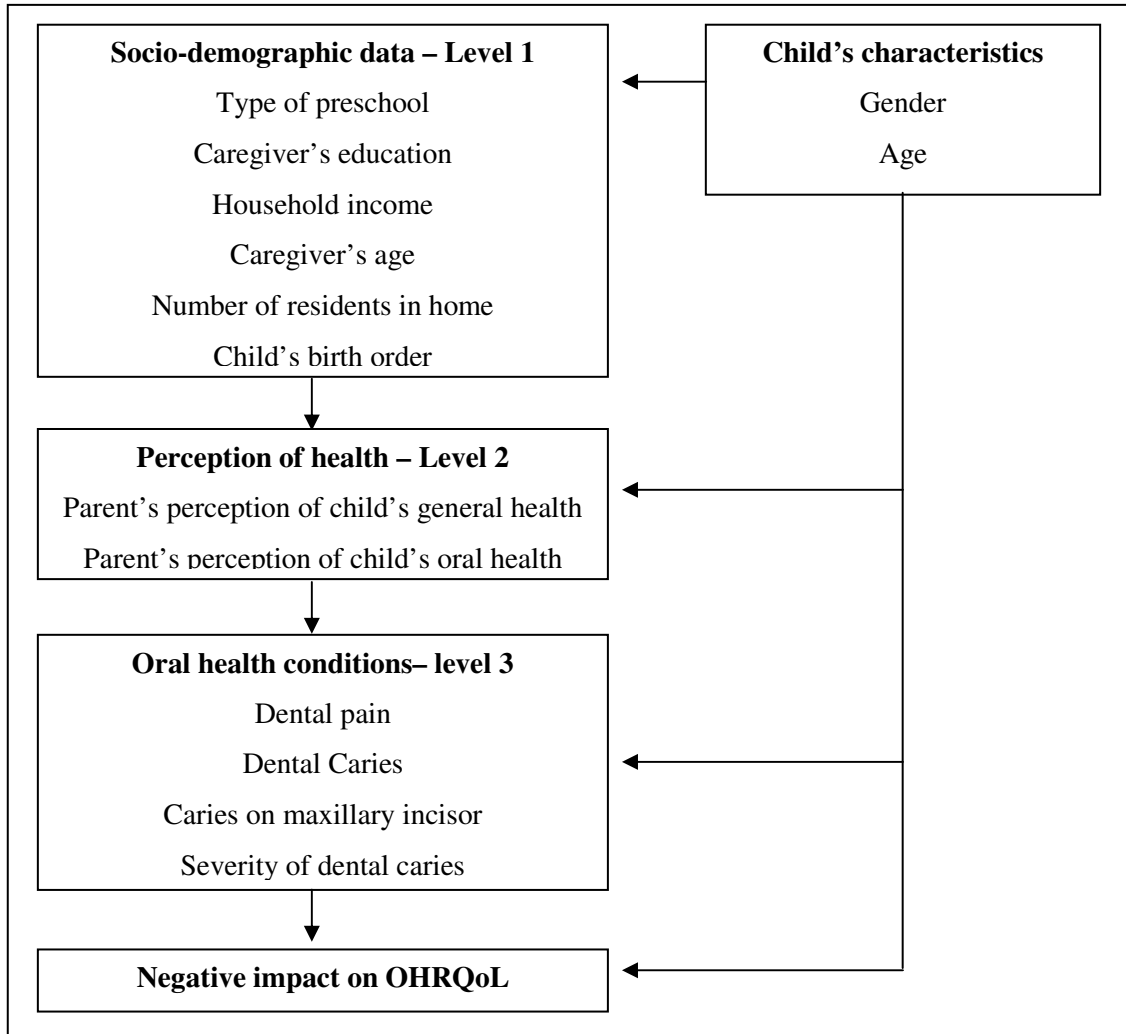 Socio-demographic data – Level 1
Type of preschool
Caregiver’s education
Household income
Caregiver’s age
Number of residents in home
Child’s birth order
Child’s characteristics
Gender
Age
Perception of health – Level 2
Parent’s perception of child’s general health
Parent’s perception of child’s oral health
Oral health conditions– level 3
Dental pain
Dental Caries
Caries on maxillary incisor
Severity of dental caries
Negative impact on OHRQoL